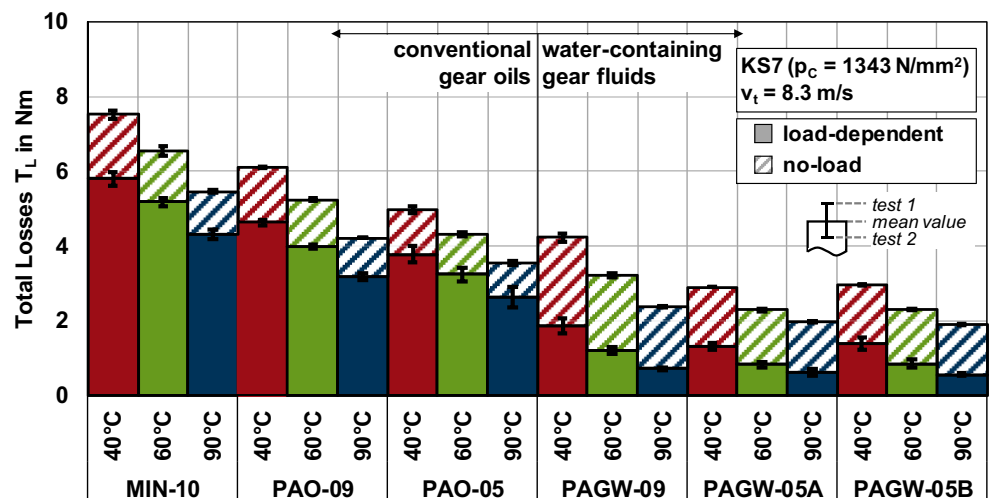 Total Losses T_L in Nm
10
8
6
4
2
0
conventional
gear oils
water-containing
gear fluids
KS7 (p_C = 1343 N/mm²)
v_t = 8.3 m/s
load-dependent
no-load
test 1
mean value
test 2
40°C 60°C 90°C 40°C 60°C 90°C 40°C 60°C 90°C 40°C 60°C 90°C 40°C 60°C 90°C 40°C 60°C 90°C
MIN-10 PAO-09 PAO-05 PAGW-09 PAGW-05A PAGW-05B